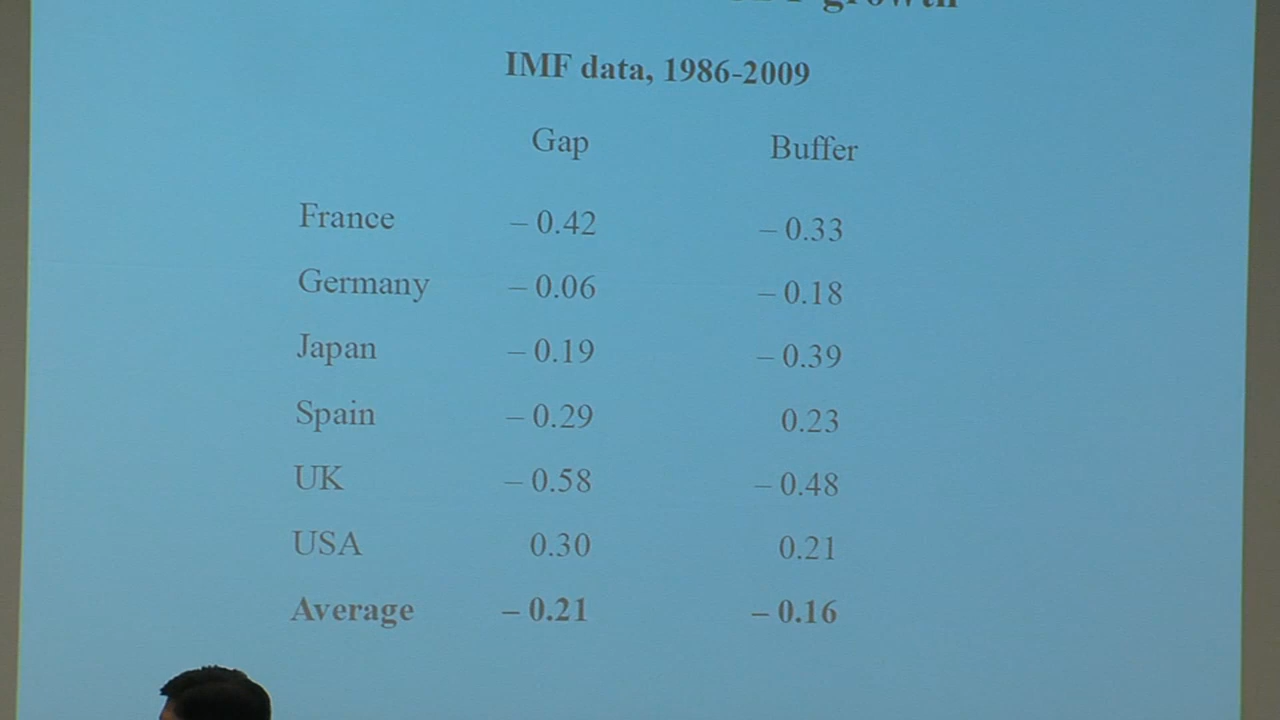 growth
IMF data, 1986-2009
Gap Buffer
France – 0.42 – 0.33
Germany – 0.06 – 0.18
Japan – 0.19 – 0.39
Spain – 0.29 0.23
UK – 0.58 – 0.48
USA 0.30 0.21
Average – 0.21 – 0.16